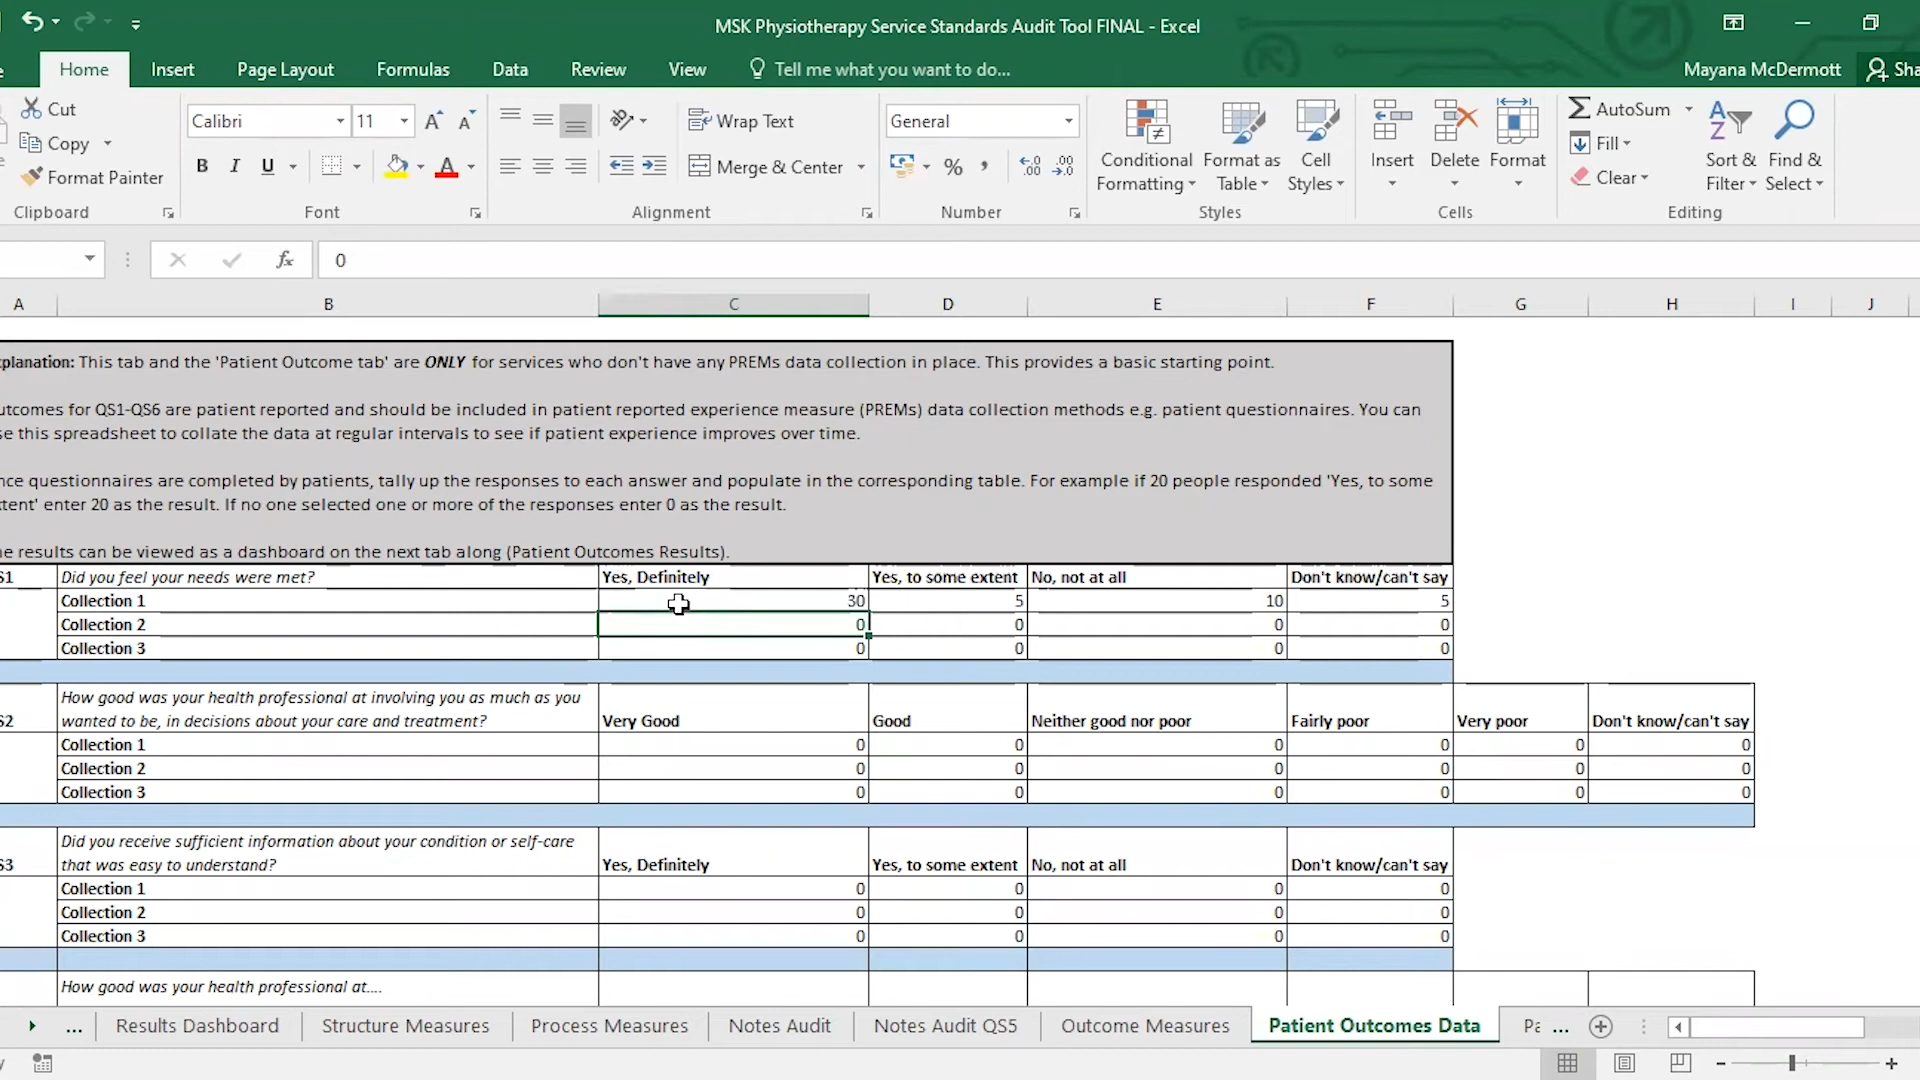 MSK Physiotherapy Service Standards Audit Tool FINAL - Excel
Home Insert Page Layout Formulas Data Review View Tell me what you want to do... Mayana McDermott Sha
Cut
Copy
Format Painter
Clipboard
Calibri 11
B I U A
Font
Wrap Text
Merge & Center
Alignment
General
% ,
Number
Conditional Formatting
Format as Table
Cell Styles
Styles
Insert Delete Format
Cells
AutoSum
Fill
Clear
Sort & Filter
Find & Select
Editing
fx 0
A B C D E F G H I J
planation: This tab and the 'Patient Outcome tab' are ONLY for services who don't have any PREMs data collection in place. This provides a basic starting point.
utcomes for QS1-QS6 are patient reported and should be included in patient reported experience measure (PREMs) data collection methods e.g. patient questionnaires. You can
se this spreadsheet to collate the data at regular intervals to see if patient experience improves over time.
nce questionnaires are completed by patients, tally up the responses to each answer and populate in the corresponding table. For example if 20 people responded 'Yes, to some
tent' enter 20 as the result. If no one selected one or more of the responses enter 0 as the result.
e results can be viewed as a dashboard on the next tab along (Patient Outcomes Results).
S1 Did you feel your needs were met? Yes, Definitely Yes, to some extent No, not at all Don't know/can't say
Collection 1 30 5 10 5
Collection 2 0 0 0 0
Collection 3 0 0 0 0
How good was your health professional at involving you as much as you
S2 wanted to be, in decisions about your care and treatment? Very Good Good Neither good nor poor Fairly poor Very poor Don't know/can't say
Collection 1 0 0 0 0 0 0
Collection 2 0 0 0 0 0 0
Collection 3 0 0 0 0 0 0
Did you receive sufficient information about your condition or self-care
S3 that was easy to understand? Yes, Definitely Yes, to some extent No, not at all Don't know/can't say
Collection 1 0 0 0 0
Collection 2 0 0 0 0
Collection 3 0 0 0 0
How good was your health professional at....
... Results Dashboard Structure Measures Process Measures Notes Audit Notes Audit QS5 Outcome Measures Patient Outcomes Data Pa ...